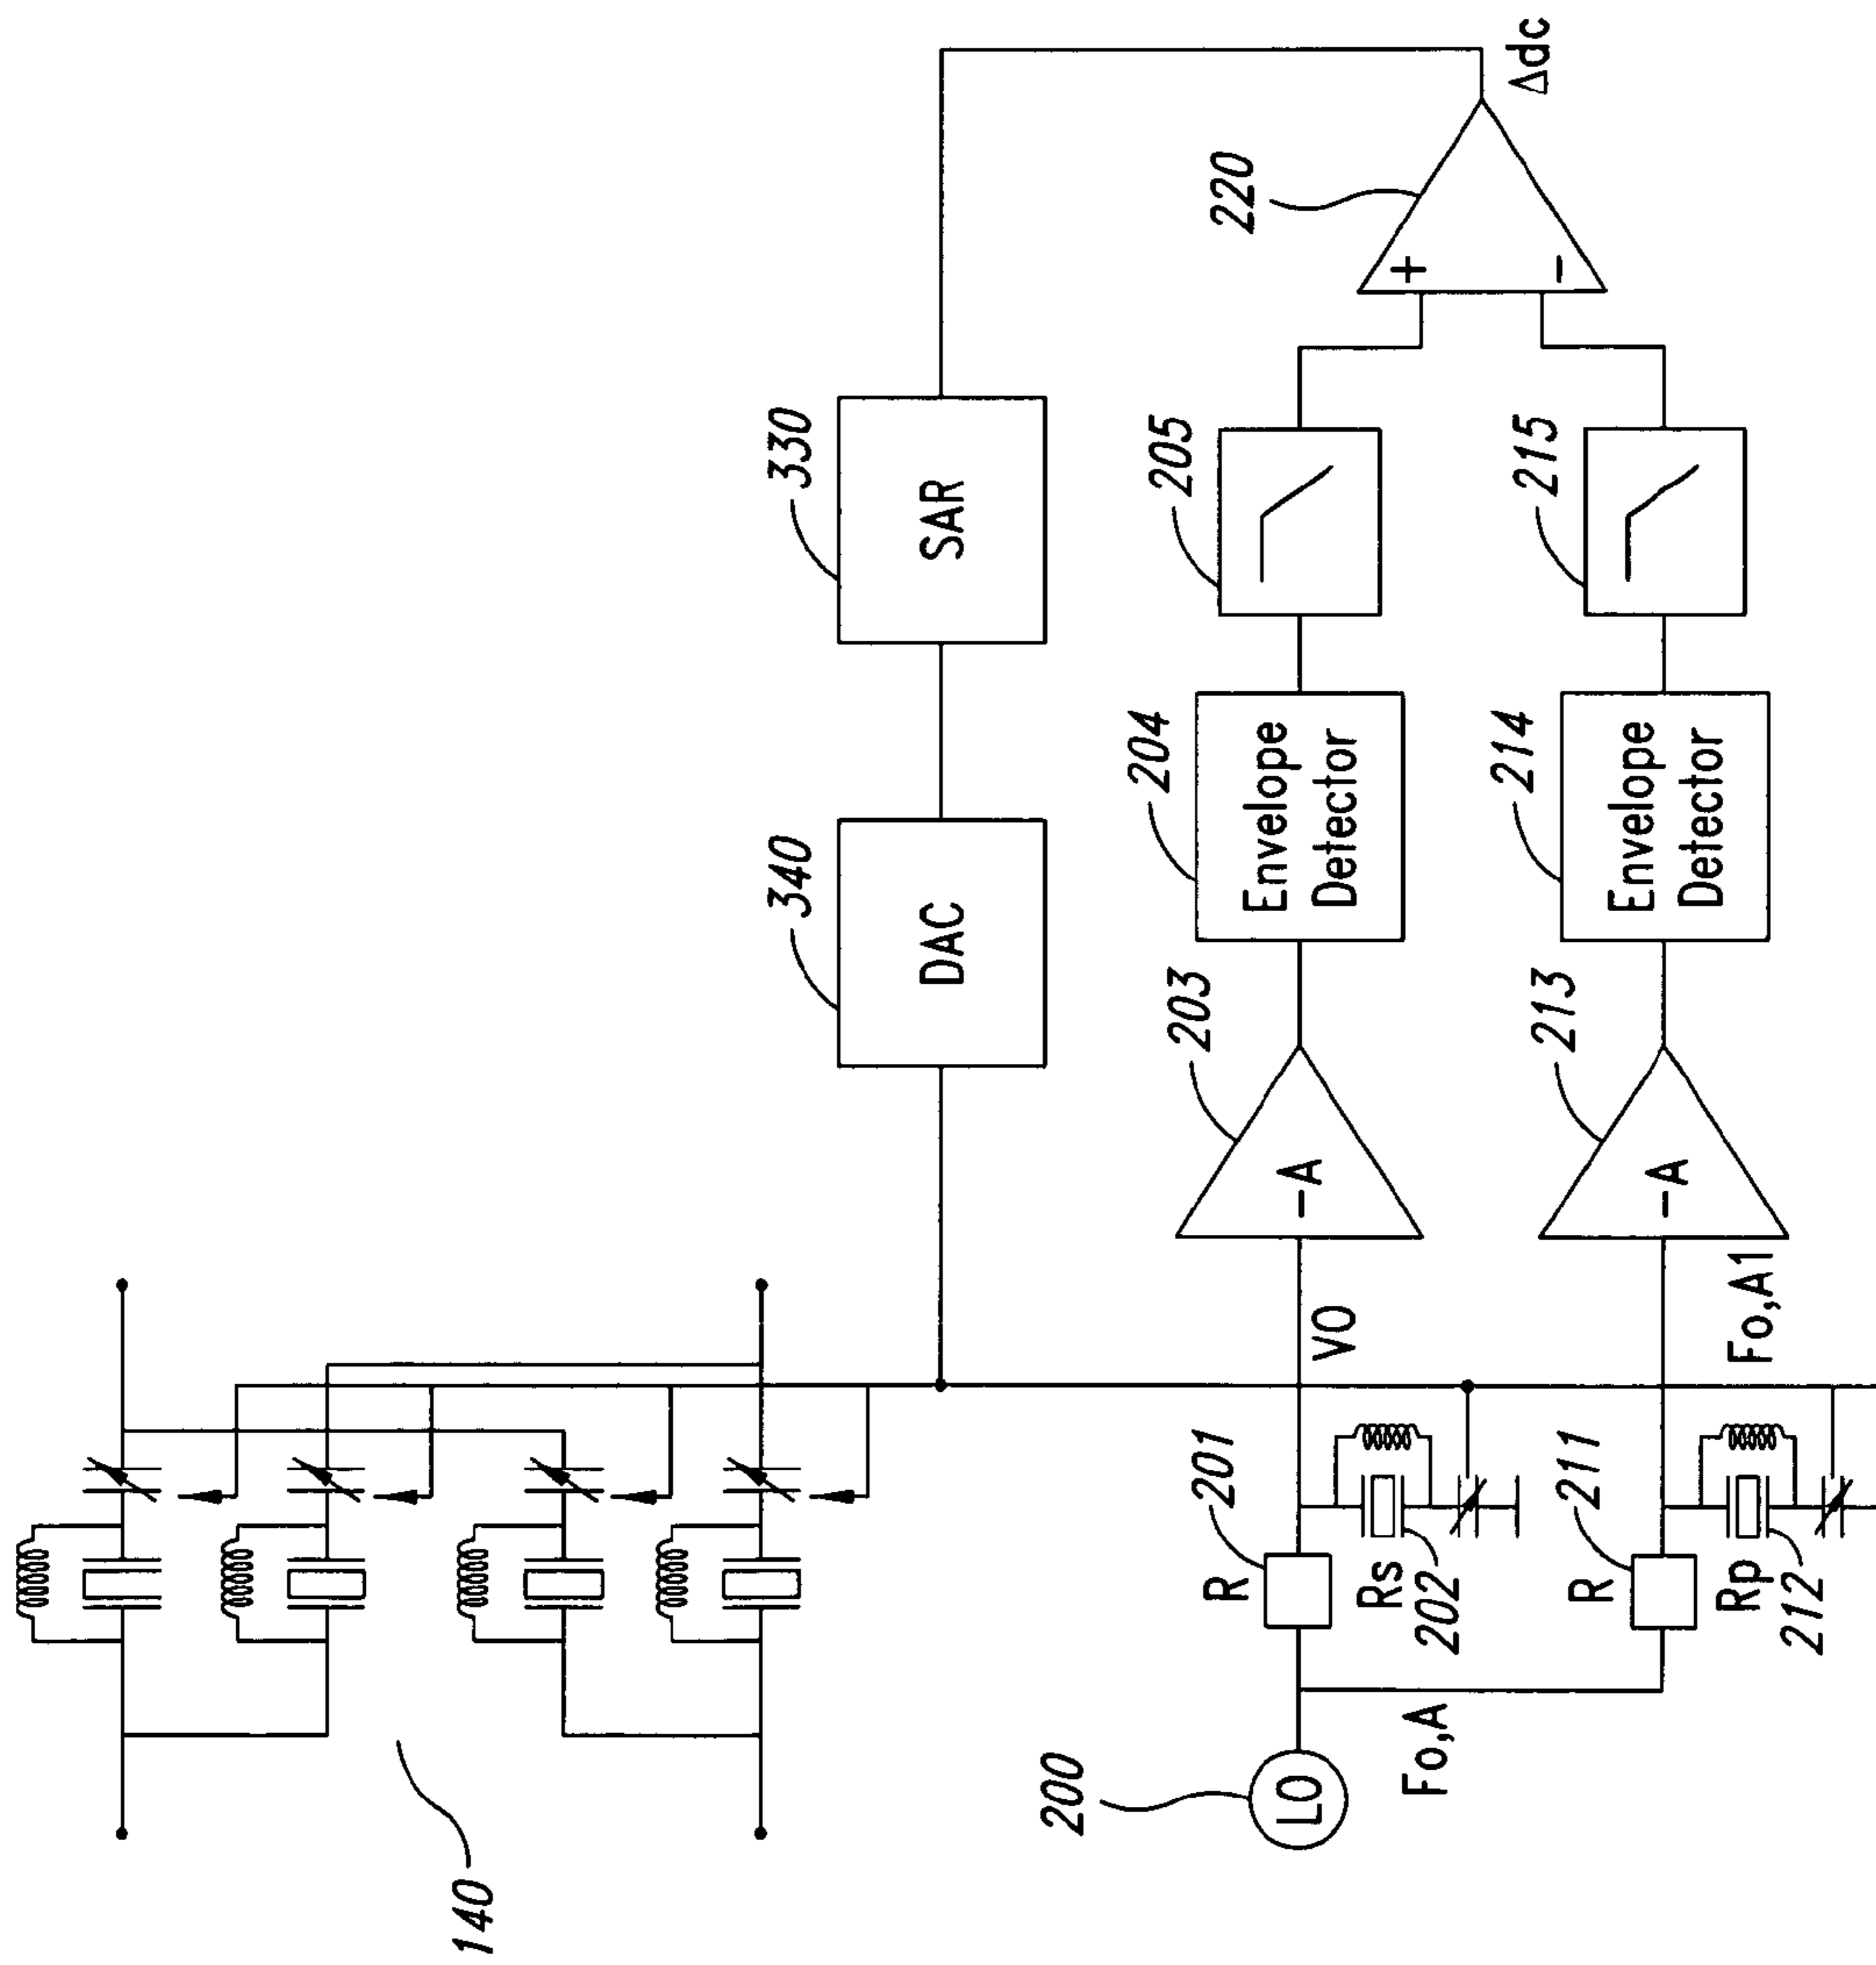 140
340
DAC
330
SAR
200
LO
Fo,A
R
201
Rs
202
VO
-A
203
204
Envelope
Detector
205
220
+
-
Δdc
R
211
Rp
212
Fo,A1
-A
213
214
Envelope
Detector
215